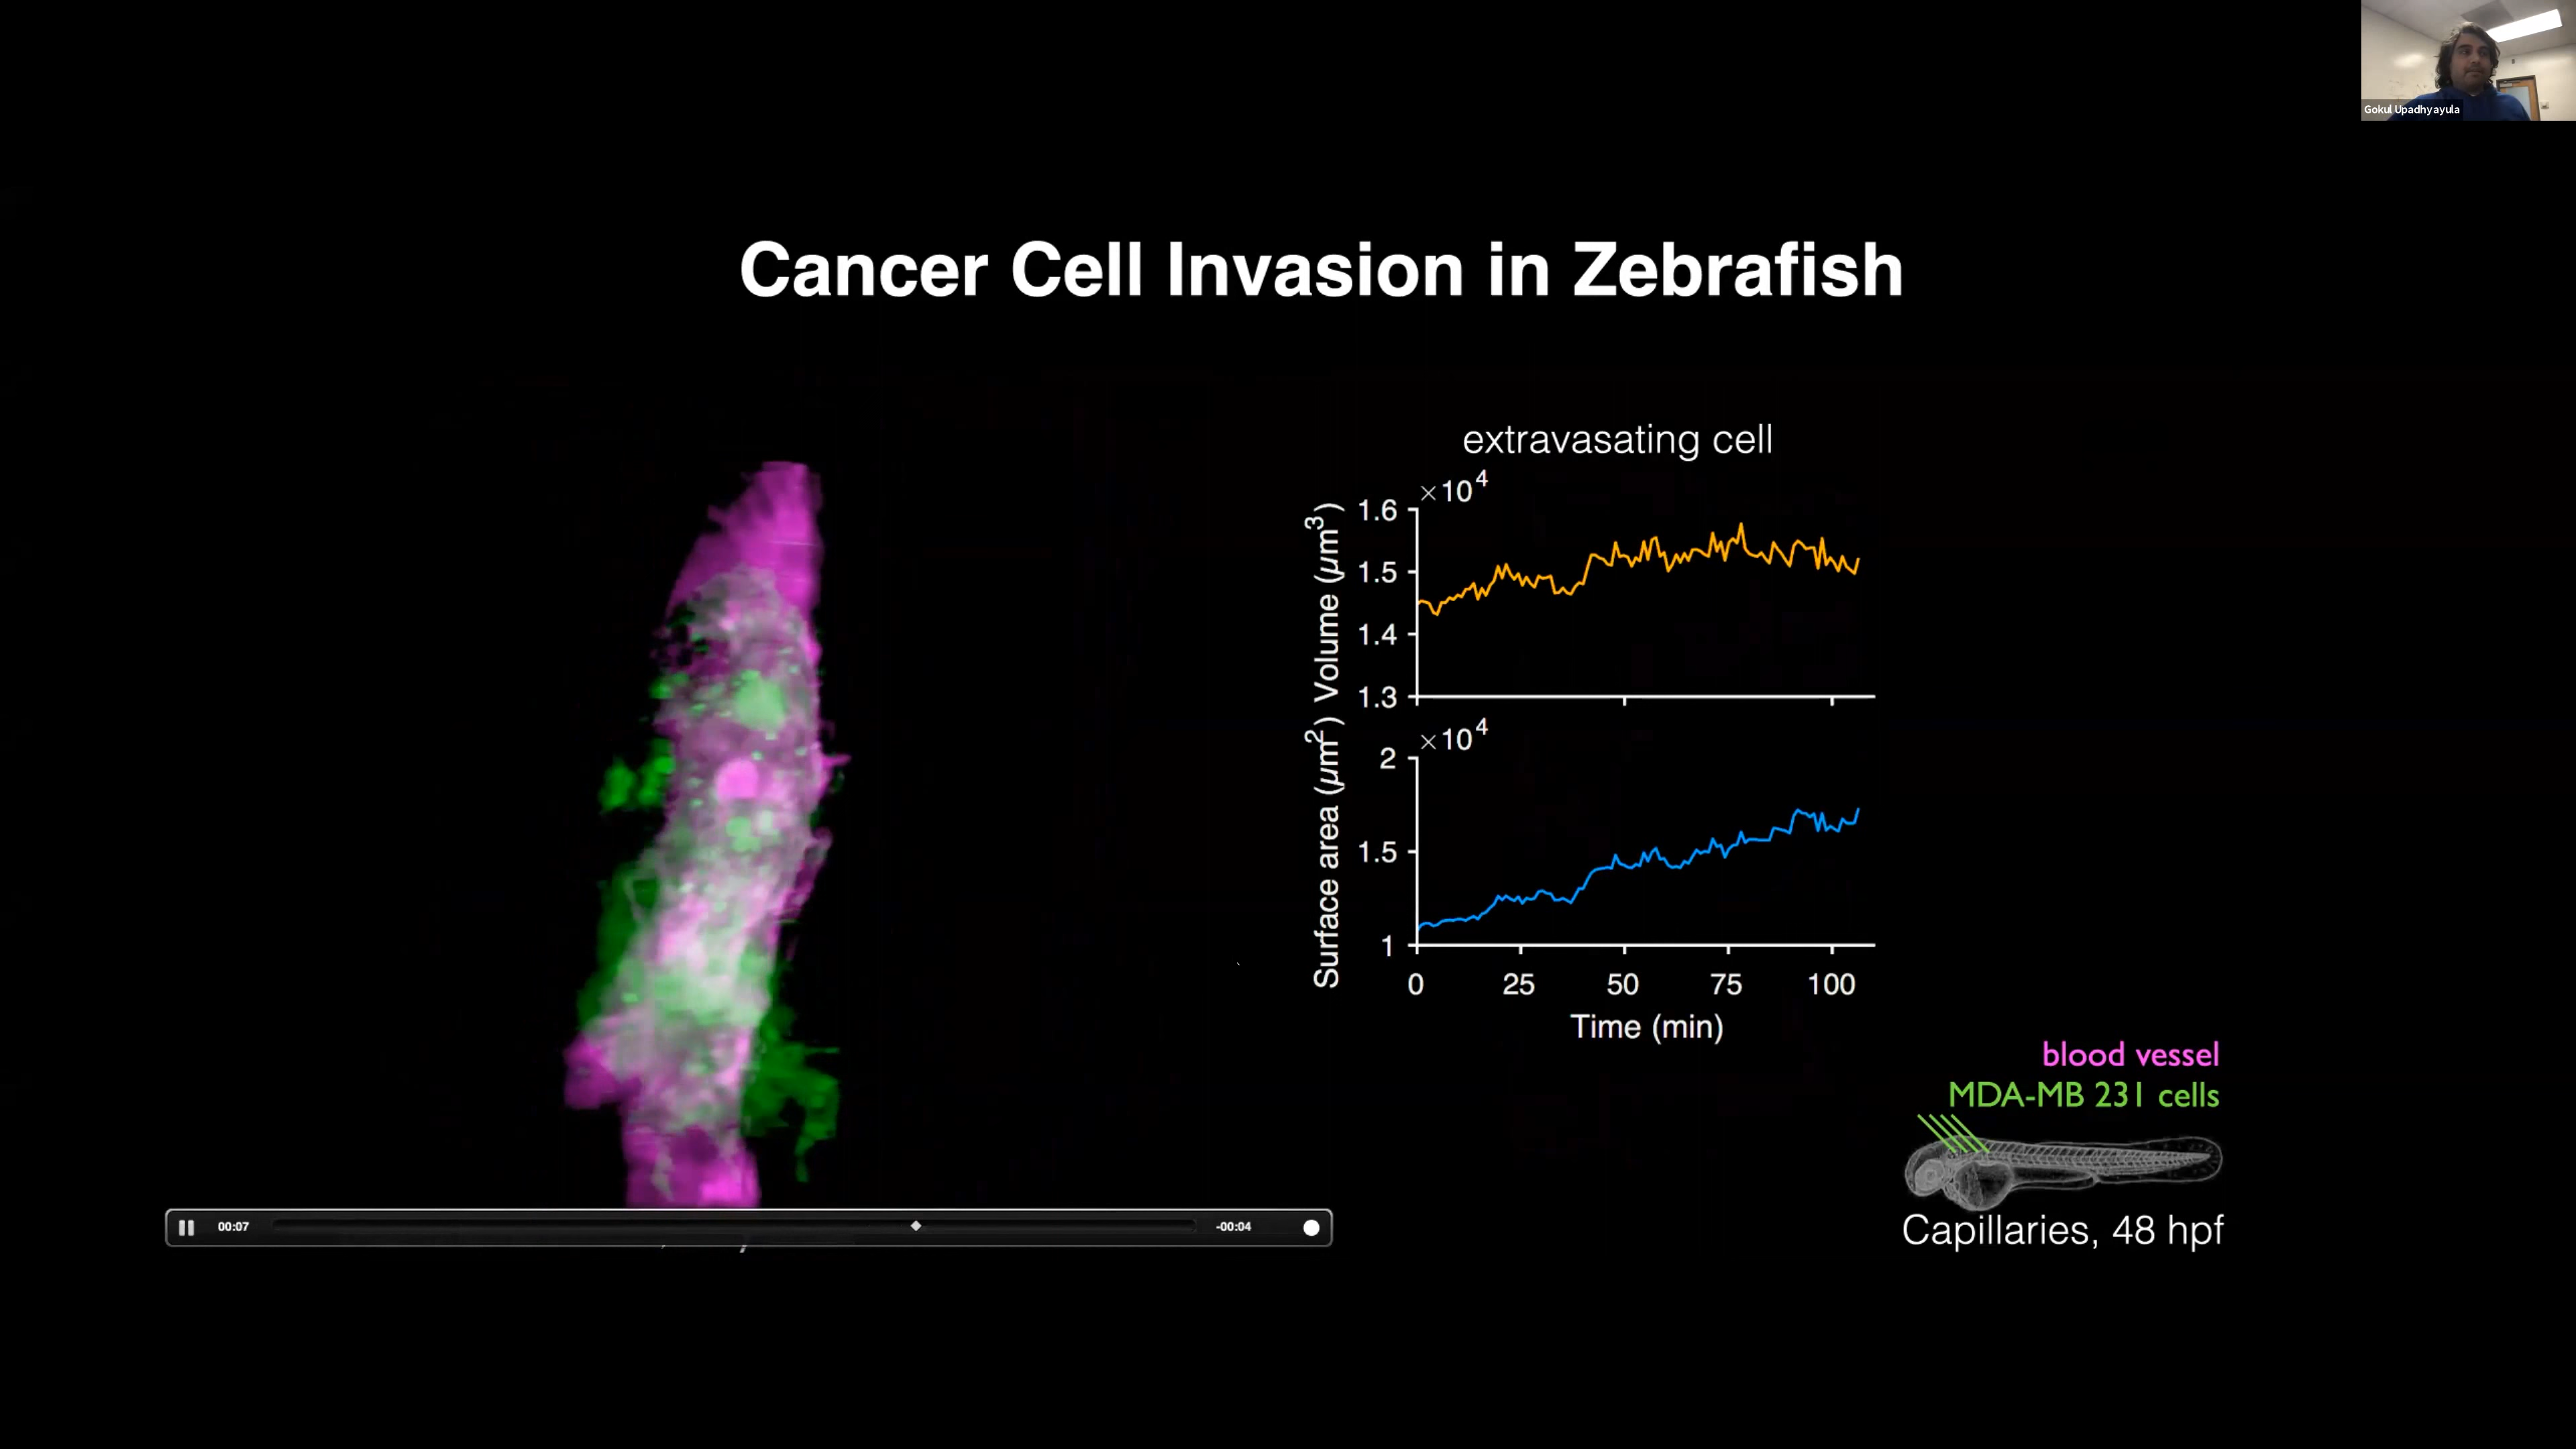 Gokul Upadhyayula
Cancer Cell Invasion in Zebrafish
extravasating cell
×10⁴
Volume (μm³)
1.6
1.5
1.4
1.3
×10⁴
Surface area (μm²)
2
1.5
1
0 25 50 75 100
Time (min)
blood vessel
MDA-MB 231 cells
Capillaries, 48 hpf
00:07
-00:04